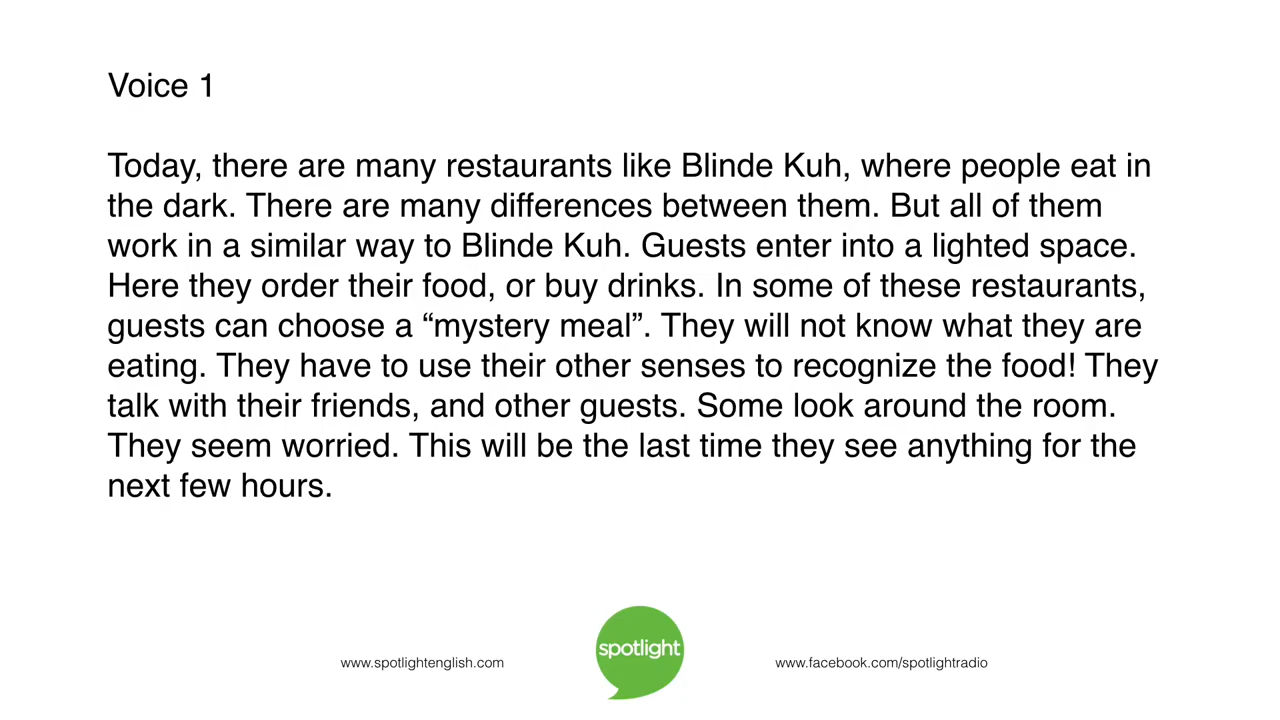 Voice 1
Today, there are many restaurants like Blinde Kuh, where people eat in
the dark. There are many differences between them. But all of them
work in a similar way to Blinde Kuh. Guests enter into a lighted space.
Here they order their food, or buy drinks. In some of these restaurants,
guests can choose a “mystery meal”. They will not know what they are
eating. They have to use their other senses to recognize the food! They
talk with their friends, and other guests. Some look around the room.
They seem worried. This will be the last time they see anything for the
next few hours.
www.spotlightenglish.com
spotlight
www.facebook.com/spotlightradio